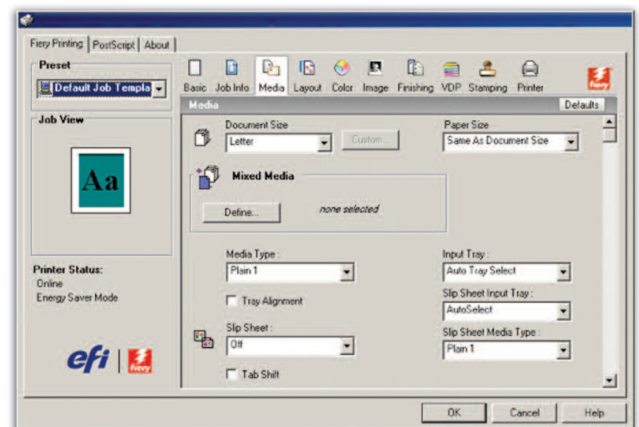 Fiery Printing PostScript About
Preset
Default Job Templa
Basic Job Info Media Layout Color Image Finishing VDP Stamping Printer
fiery
Media Defaults
Job View
Aa
Document Size
Letter
Custom...
Paper Size
Same As Document Size
Mixed Media
Define...
none selected
Media Type :
Plain 1
Input Tray :
Auto Tray Select
Tray Alignment
Slip Sheet Input Tray :
AutoSelect
Slip Sheet :
Off
Slip Sheet Media Type :
Plain 1
Tab Shift
Printer Status:
Online
Energy Saver Mode
efi fiery
OK Cancel Help